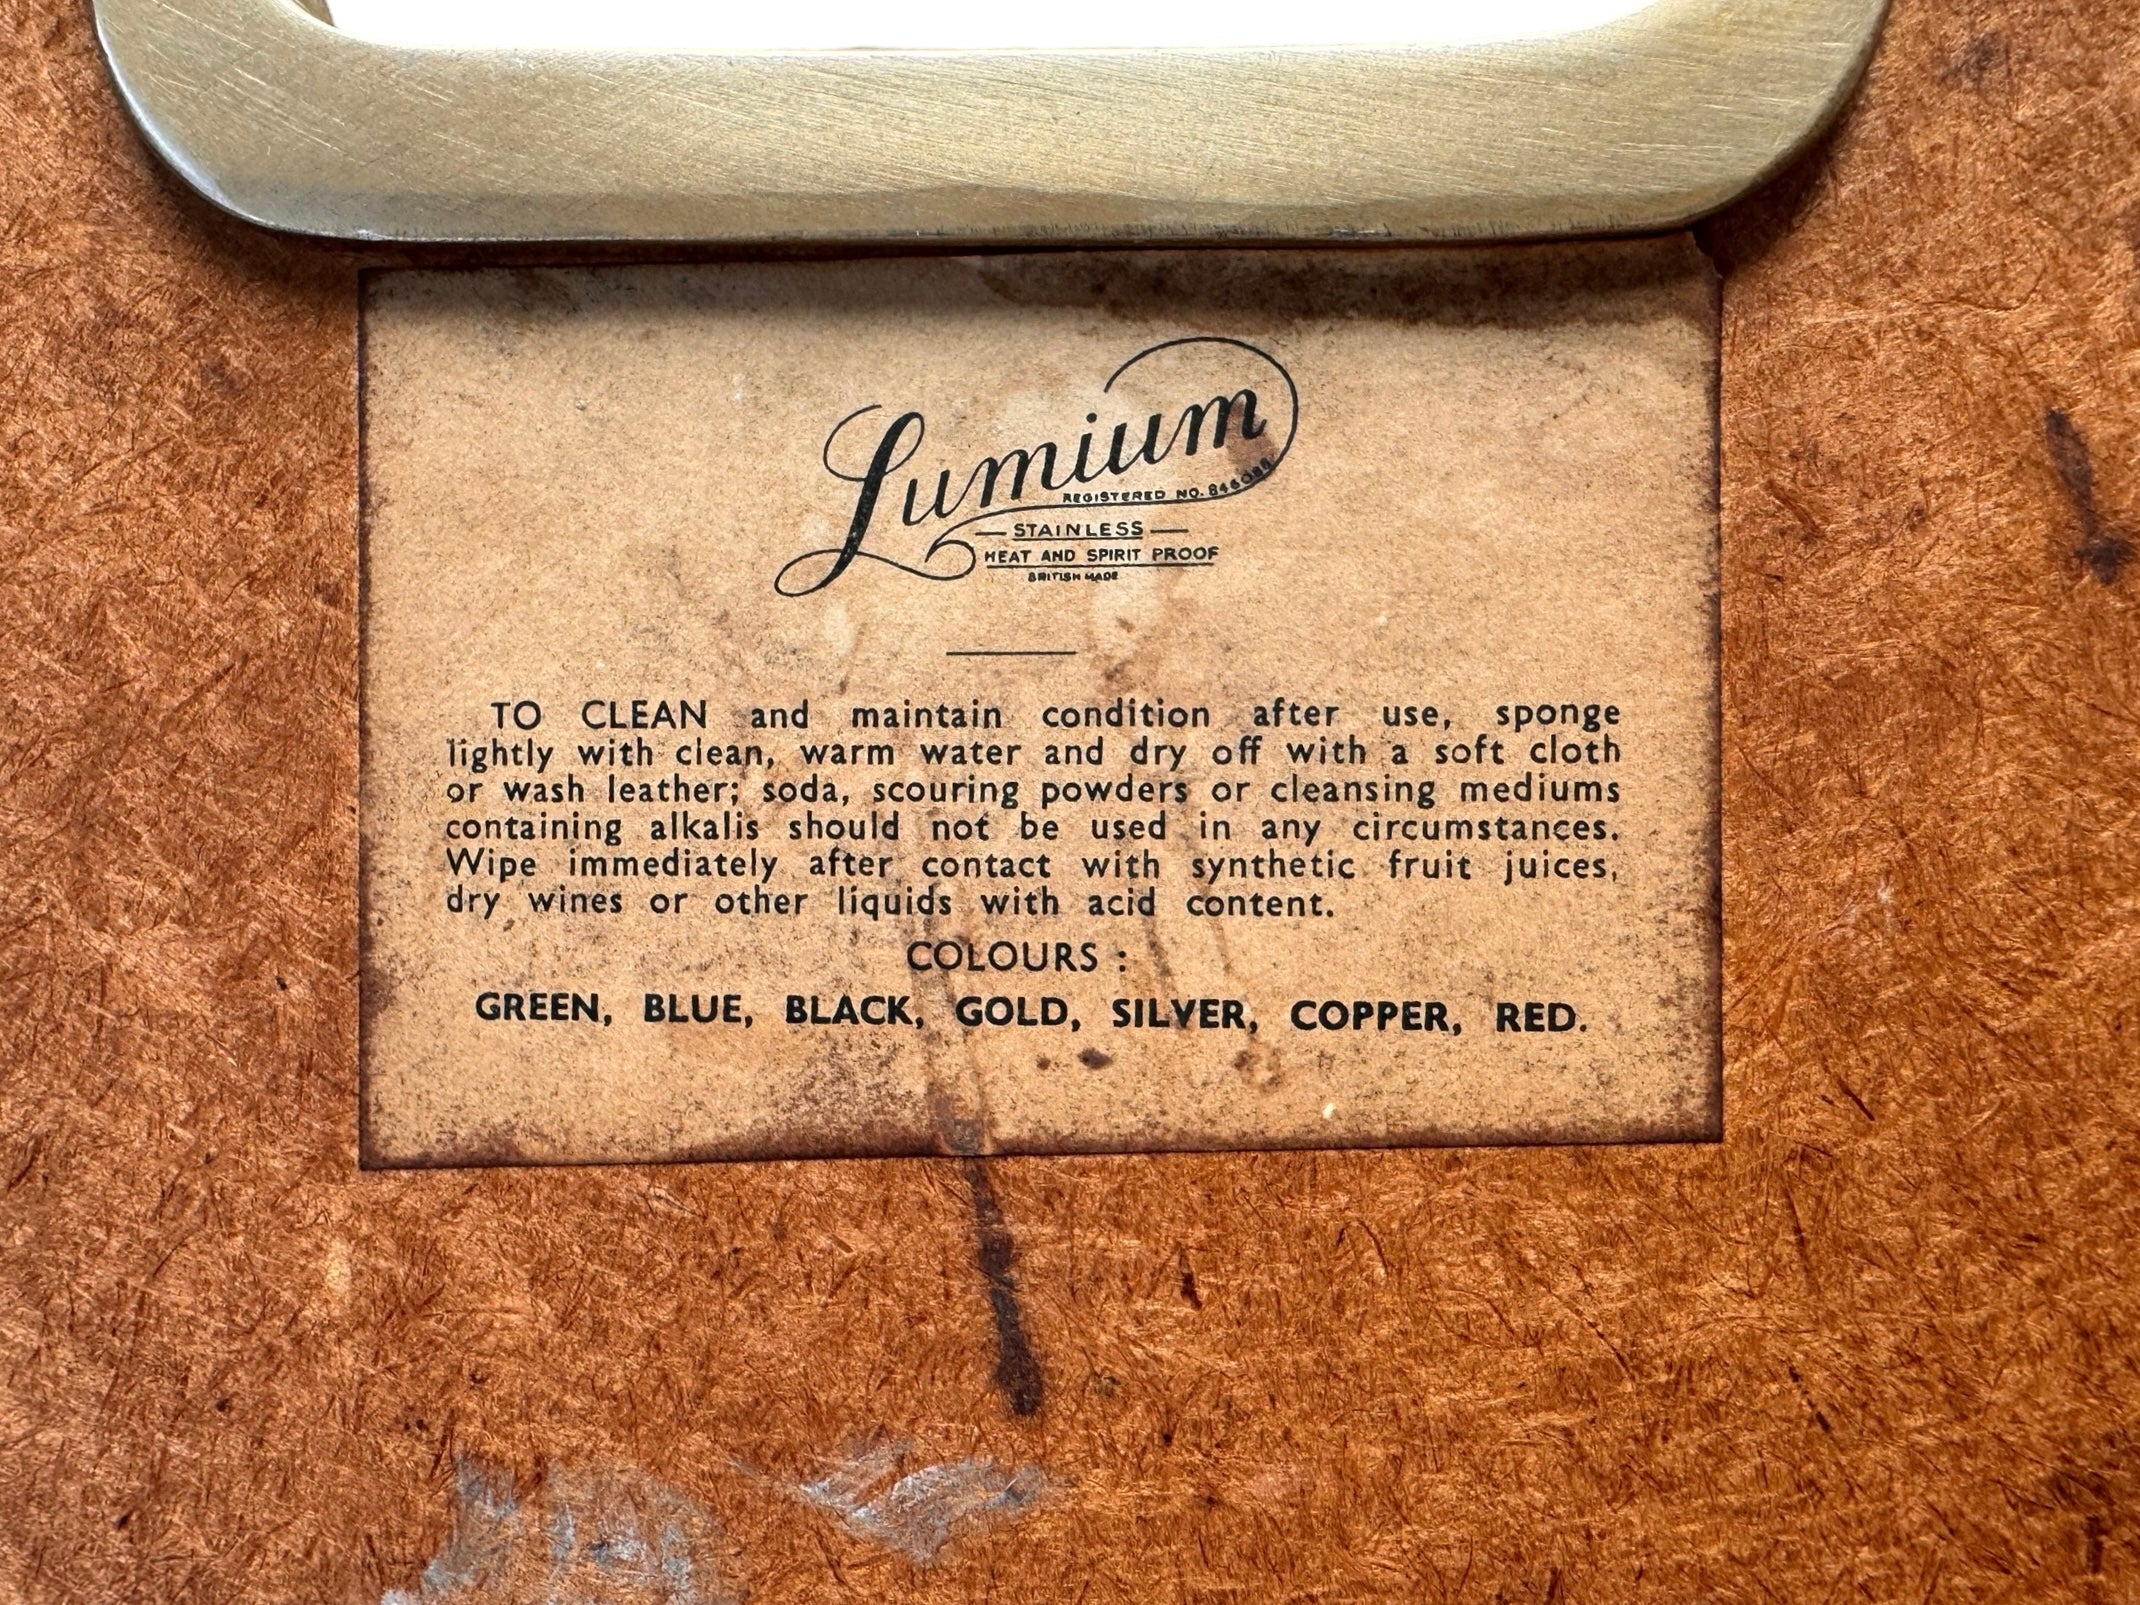 Lumium
REGISTERED NO. 846088
STAINLESS
HEAT AND SPIRIT PROOF
BRITISH MADE
TO CLEAN and maintain condition after use, sponge
lightly with clean, warm water and dry off with a soft cloth
or wash leather; soda, scouring powders or cleansing mediums
containing alkalis should not be used in any circumstances.
Wipe immediately after contact with synthetic fruit juices,
dry wines or other liquids with acid content.
COLOURS :
GREEN, BLUE, BLACK, GOLD, SILVER, COPPER, RED.